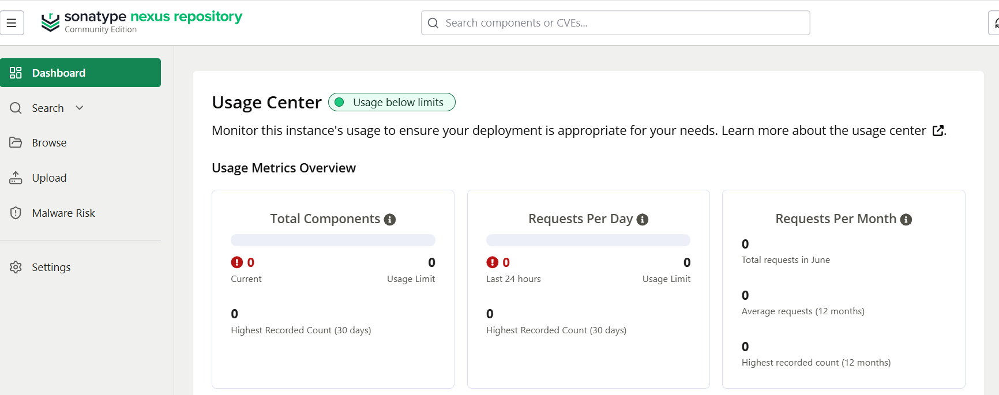 sonatype nexus repository
Community Edition
Search components or CVEs...
Dashboard
Search
Browse
Upload
Malware Risk
Settings
Usage Center
Usage below limits
Monitor this instance's usage to ensure your deployment is appropriate for your needs. Learn more about the usage center.
Usage Metrics Overview
Total Components
0 0
Current Usage Limit
0
Highest Recorded Count (30 days)
Requests Per Day
0 0
Last 24 hours Usage Limit
0
Highest Recorded Count (30 days)
Requests Per Month
0
Total requests in June
0
Average requests (12 months)
0
Highest recorded count (12 months)